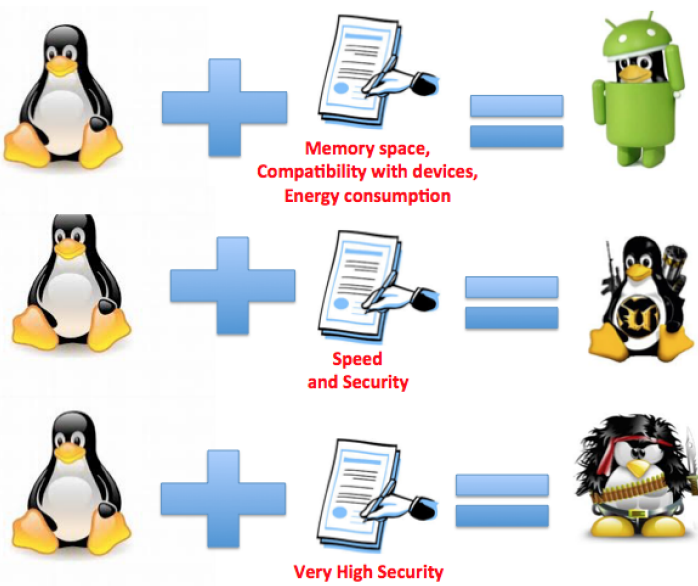 Memory space,
Compatibility with devices,
Energy consumption
Speed
and Security
Very High Security